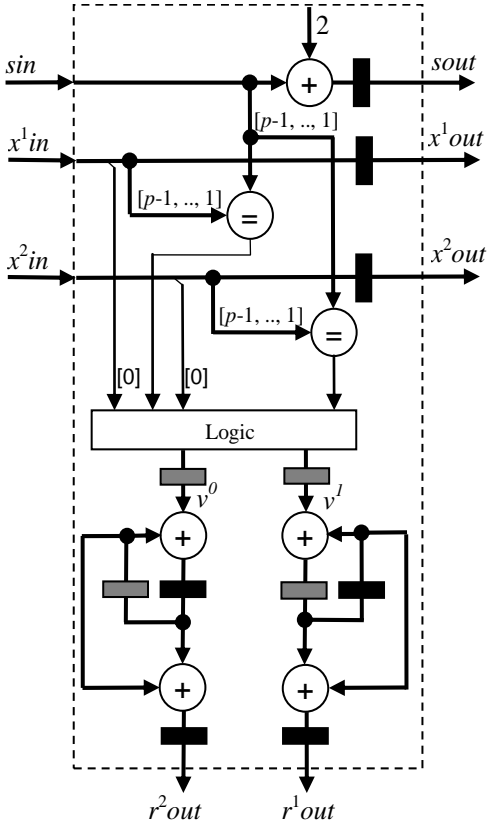 2
sin
+
sout
[p-1, .., 1]
x¹in
x¹out
[p-1, .., 1]
=
x²in
x²out
[p-1, .., 1]
=
[0]
[0]
Logic
v⁰
v¹
+
+
+
+
r²out
r¹out